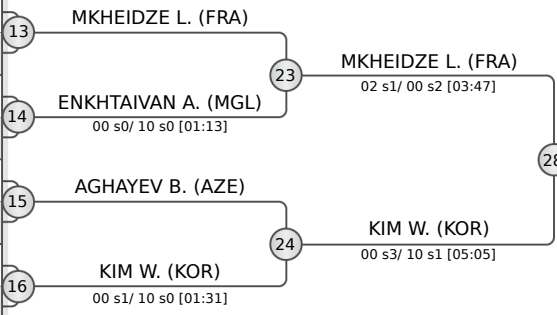 MKHEIDZE L. (FRA)
13
23
MKHEIDZE L. (FRA)
02 s1/ 00 s2 [03:47]
ENKHTAIVAN A. (MGL)
14
00 s0/ 10 s0 [01:13]
28
AGHAYEV B. (AZE)
15
24
KIM W. (KOR)
00 s3/ 10 s1 [05:05]
KIM W. (KOR)
16
00 s1/ 10 s0 [01:31]